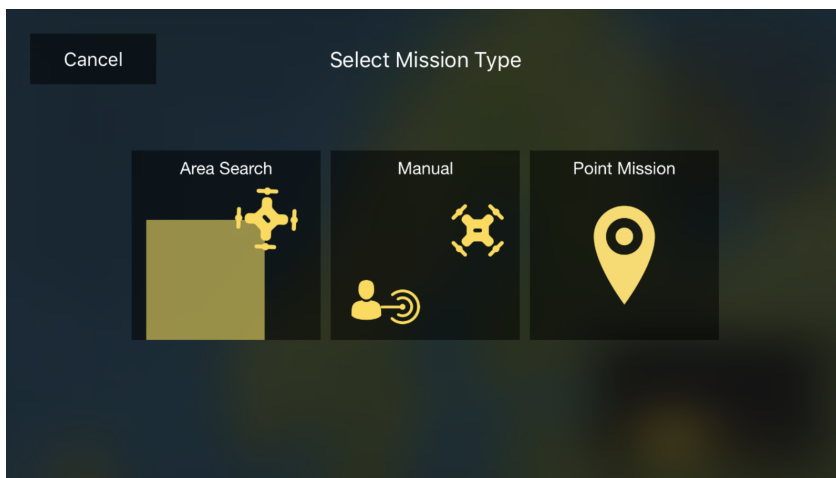 Cancel
Select Mission Type
Area Search
Manual
Point Mission